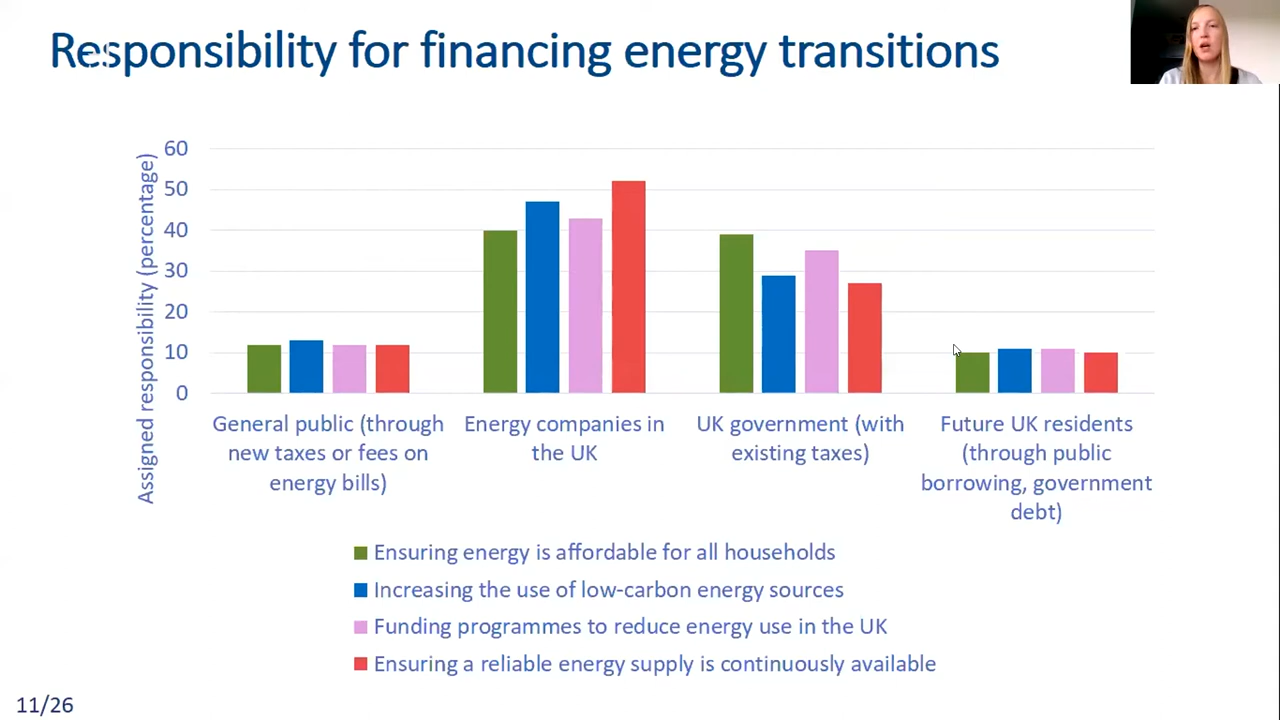 Responsibility for financing energy transitions
Assigned responsibility (percentage)
60
50
40
30
20
10
0
General public (through
new taxes or fees on
energy bills)
Energy companies in
the UK
UK government (with
existing taxes)
Future UK residents
(through public
borrowing, government
debt)
Ensuring energy is affordable for all households
Increasing the use of low-carbon energy sources
Funding programmes to reduce energy use in the UK
Ensuring a reliable energy supply is continuously available
11/26